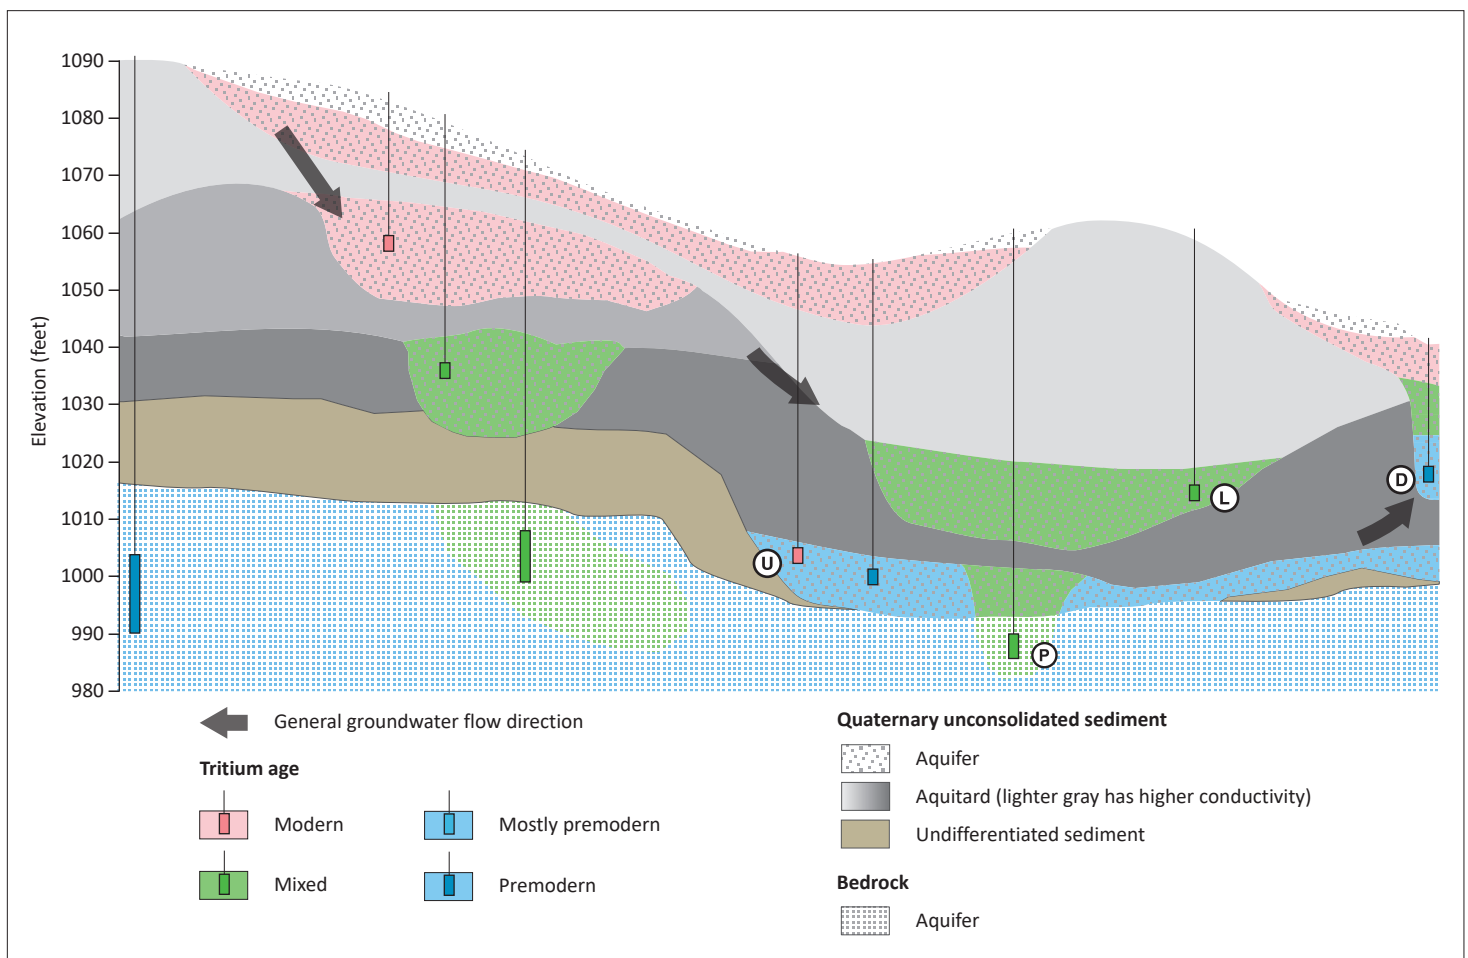 1090
1080
1070
1060
1050
1040
1030
1020
1010
1000
990
980
Elevation (feet)
U
L
P
D
General groundwater flow direction
Tritium age
Modern
Mostly premodern
Mixed
Premodern
Quaternary unconsolidated sediment
Aquifer
Aquitard (lighter gray has higher conductivity)
Undifferentiated sediment
Bedrock
Aquifer